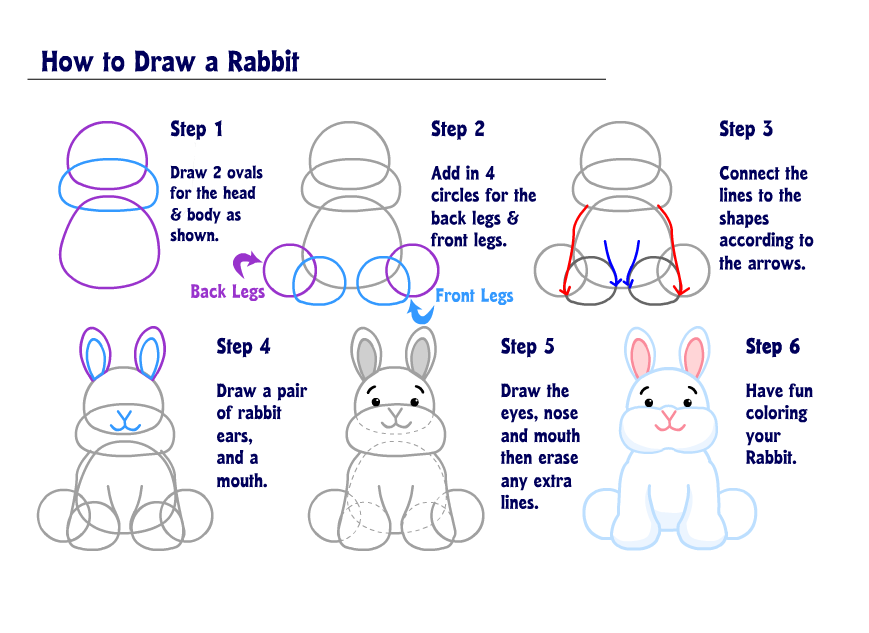 How to Draw a Rabbit
Step 1
Draw 2 ovals
for the head
& body as
shown.
Step 2
Add in 4
circles for the
back legs &
front legs.
Back Legs
Front Legs
Step 3
Connect the
lines to the
shapes
according to
the arrows.
Step 4
Draw a pair
of rabbit
ears,
and a
mouth.
Step 5
Draw the
eyes, nose
and mouth
then erase
any extra
lines.
Step 6
Have fun
coloring
your
Rabbit.